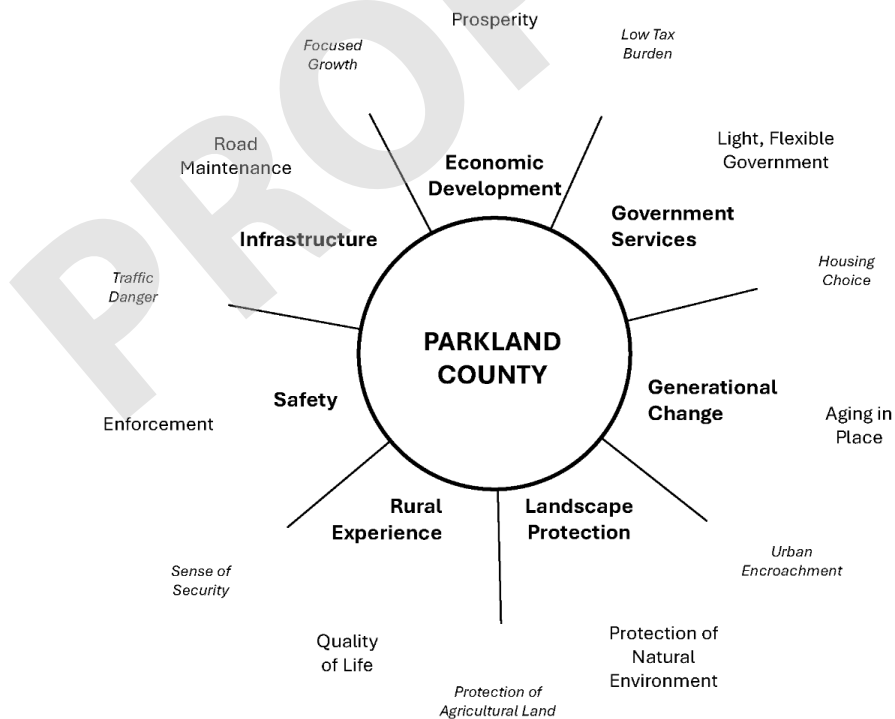 Prosperity
Focused
Growth
Low Tax
Burden
Road
Maintenance
Economic
Development
Light, Flexible
Government
Infrastructure
Government
Services
Traffic
Danger
Housing
Choice
PARKLAND
COUNTY
Safety
Generational
Change
Enforcement
Aging in
Place
Rural
Experience
Landscape
Protection
Sense of
Security
Urban
Encroachment
Quality
of Life
Protection of
Natural
Environment
Protection of
Agricultural Land